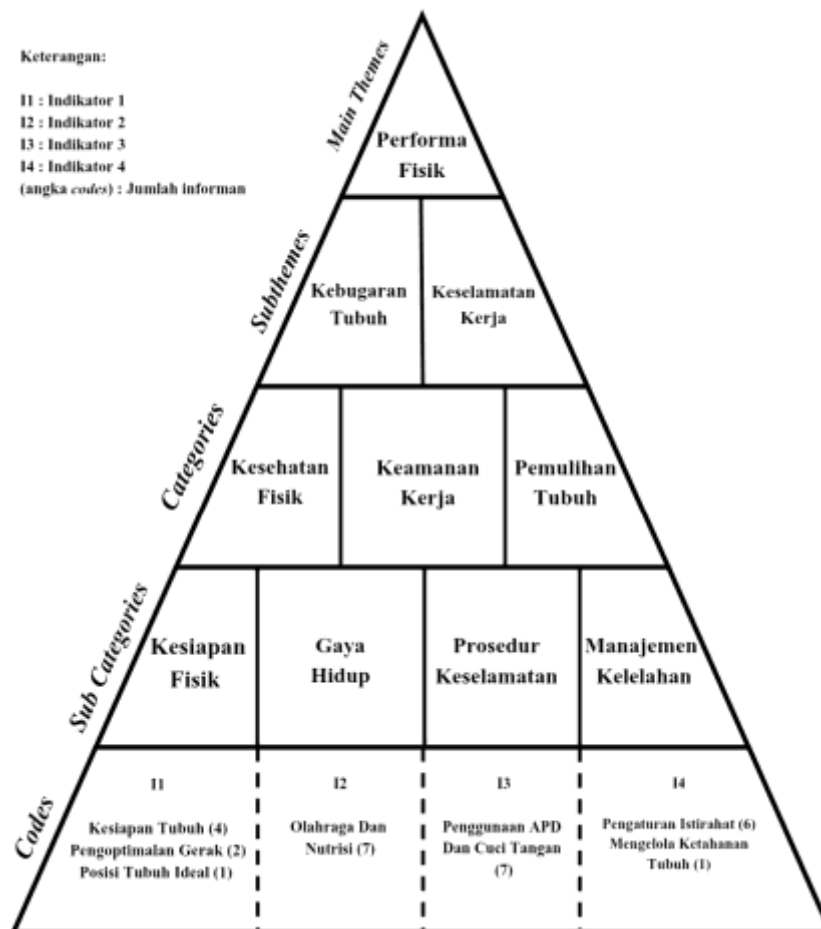 Keterangan:
I1 : Indikator 1
I2 : Indikator 2
I3 : Indikator 3
I4 : Indikator 4
(angka codes) : Jumlah informan
Main Themes
Performa
Fisik
Subthemes
Kebugaran
Tubuh
Keselamatan
Kerja
Categories
Kesehatan
Fisik
Keamanan
Kerja
Pemulihan
Tubuh
Sub Categories
Kesiapan
Fisik
Gaya
Hidup
Prosedur
Keselamatan
Manajemen
Kelelahan
Codes
I1
Kesiapan Tubuh (4)
Pengoptimalan Gerak (2)
Posisi Tubuh Ideal (1)
I2
Olahraga Dan
Nutrisi (7)
I3
Penggunaan APD
Dan Cuci Tangan
(7)
I4
Pengaturan Istirahat (6)
Mengelola Ketahanan
Tubuh (1)